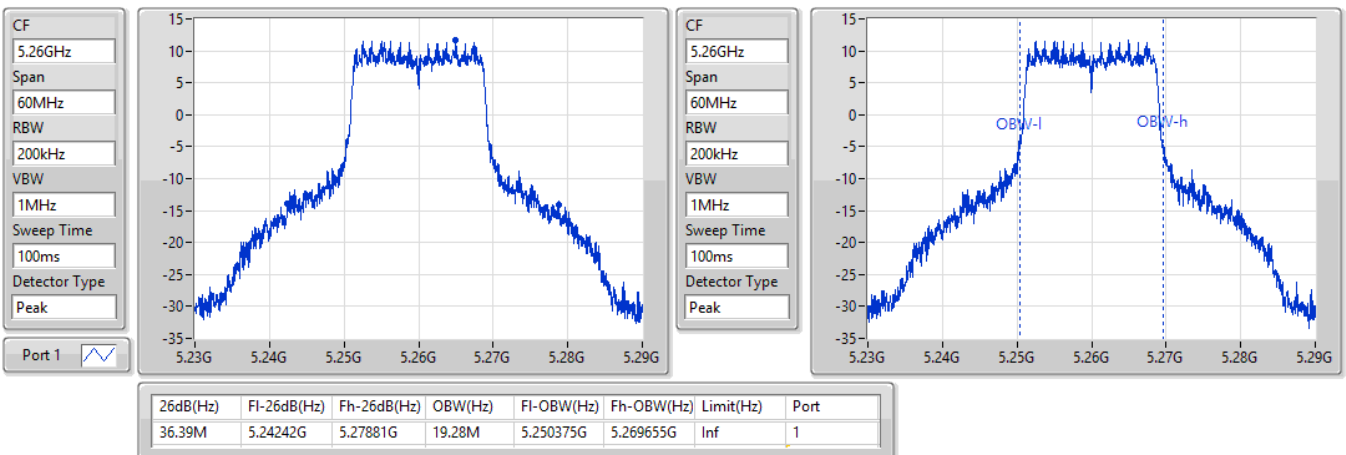 CF
5.26GHz
Span
60MHz
RBW
200kHz
VBW
1MHz
Sweep Time
100ms
Detector Type
Peak
Port 1
15-
10-
5-
0-
-5-
-10-
-15-
-20-
-25-
-30-
-35-
5.23G 5.24G 5.25G 5.26G 5.27G 5.28G 5.29G
CF
5.26GHz
Span
60MHz
RBW
200kHz
VBW
1MHz
Sweep Time
100ms
Detector Type
Peak
15-
10-
5-
0-
-5-
-10-
-15-
-20-
-25-
-30-
-35-
OBW-l OBW-h
5.23G 5.24G 5.25G 5.26G 5.27G 5.28G 5.29G
26dB(Hz) Fl-26dB(Hz) Fh-26dB(Hz) OBW(Hz) Fl-OBW(Hz) Fh-OBW(Hz) Limit(Hz) Port
36.39M 5.24242G 5.27881G 19.28M 5.250375G 5.269655G Inf 1